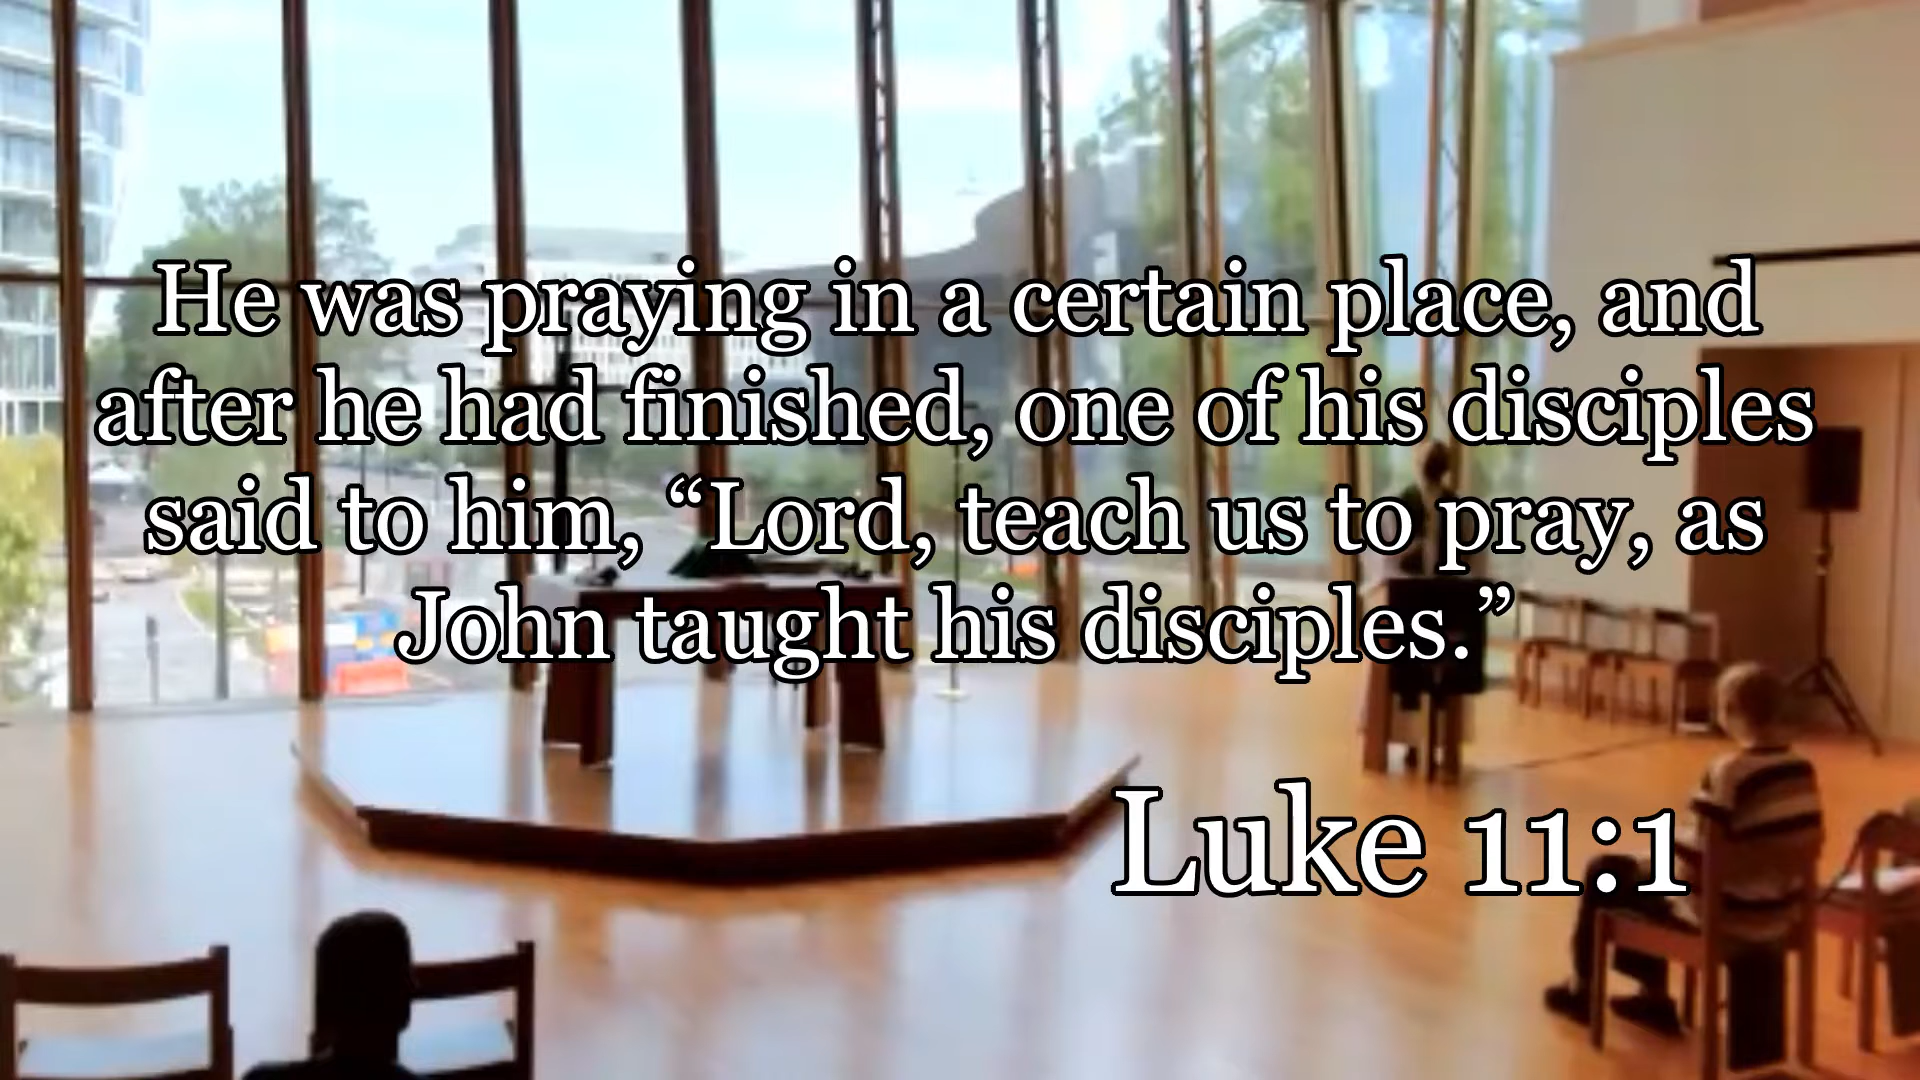 He was praying in a certain place, and
after he had finished, one of his disciples
said to him, “Lord, teach us to pray, as
John taught his disciples.”
Luke 11:1